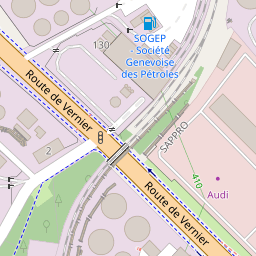 130
SOGEP
- Société
Genevoise
des Pétroles
Route de Vernier
SAPPRO
2
410
Audi
Route de Vernier